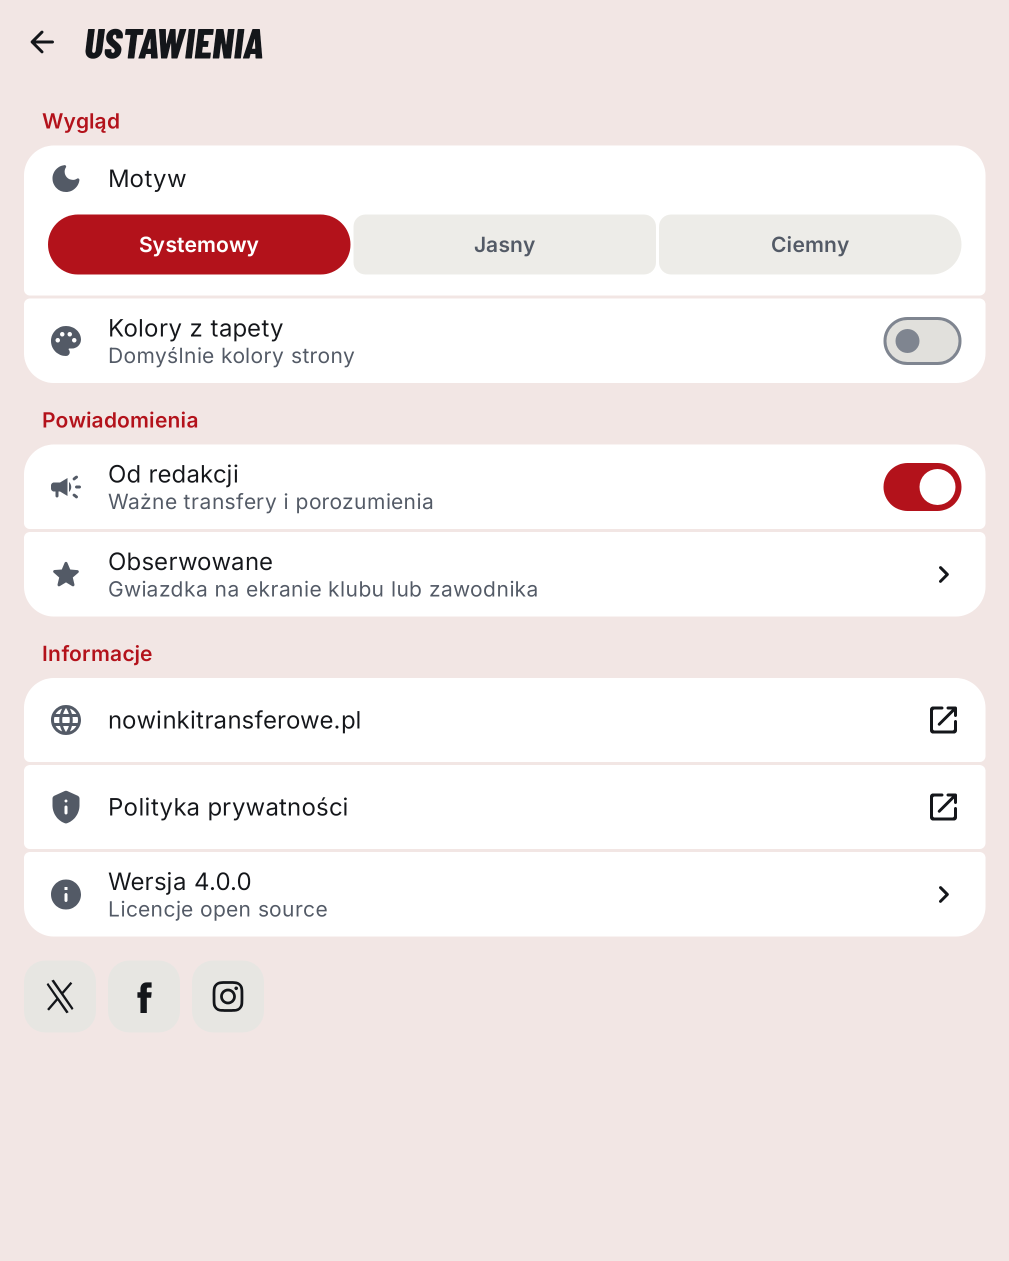 USTAWIENIA
Wygląd
Motyw
Systemowy
Jasny
Ciemny
Kolory z tapety
Domyślnie kolory strony
Powiadomienia
Od redakcji
Ważne transfery i porozumienia
Obserwowane
Gwiazdka na ekranie klubu lub zawodnika
Informacje
nowinkitransferowe.pl
Polityka prywatności
Wersja 4.0.0
Licencje open source